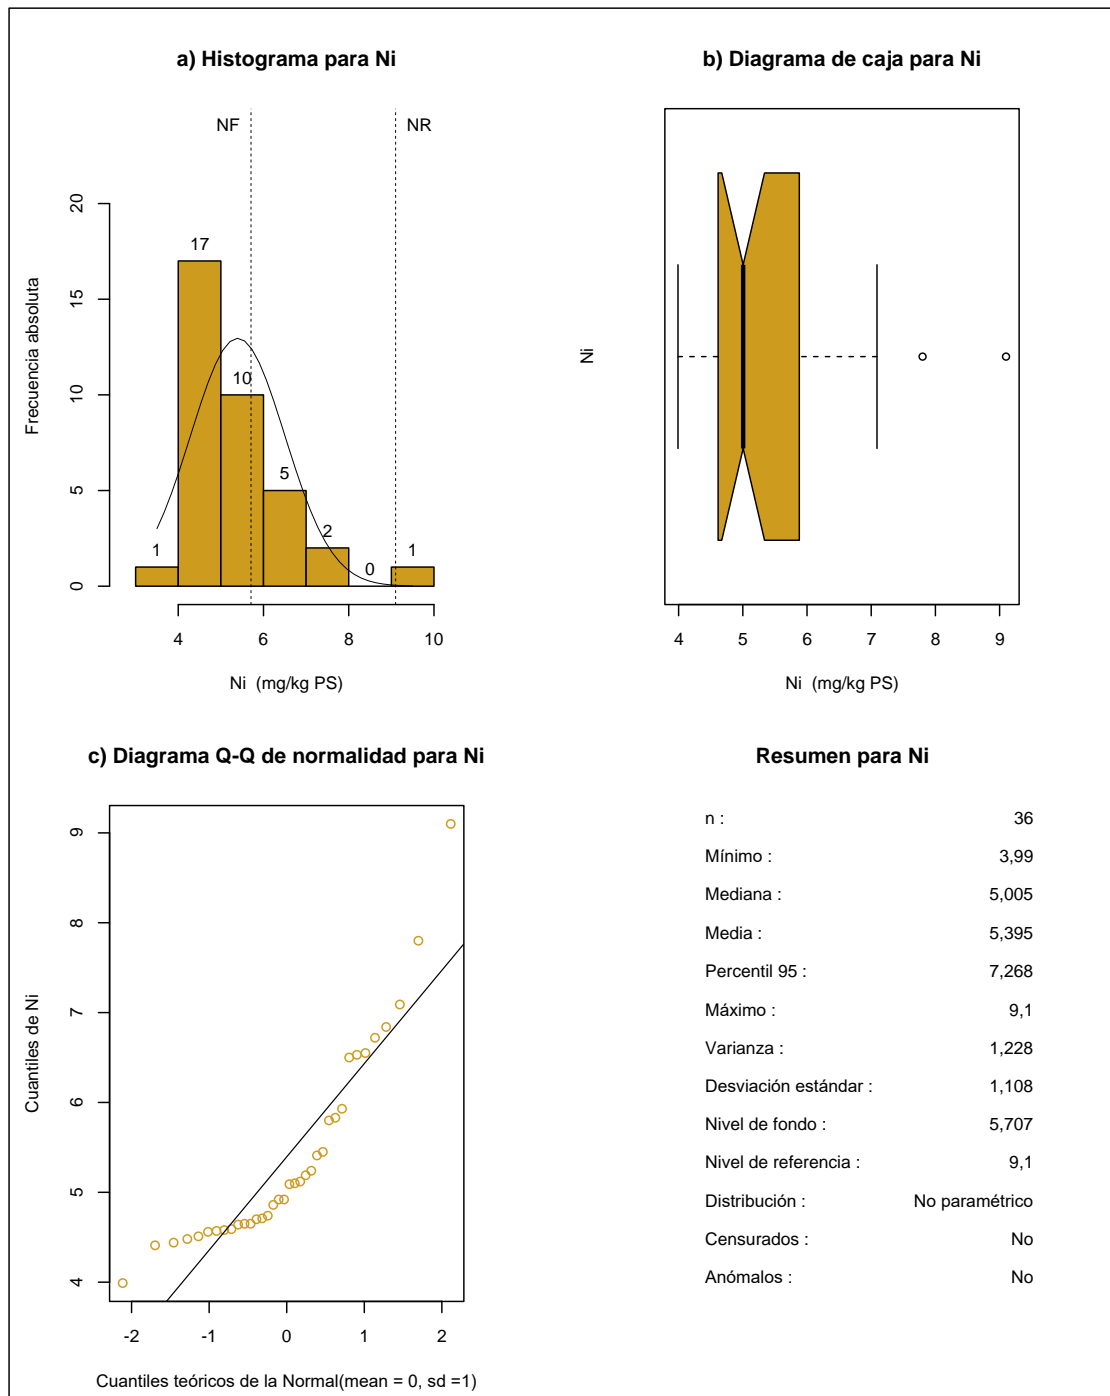 a) Histograma para Ni
NF
NR
Frecuencia absoluta
0
5
10
15
20
1
17
10
5
2
0
1
4
6
8
10
Ni (mg/kg PS)
b) Diagrama de caja para Ni
Ni
4
5
6
7
8
9
Ni (mg/kg PS)
c) Diagrama Q-Q de normalidad para Ni
Cuantiles de Ni
4
5
6
7
8
9
-2
-1
0
1
2
Cuantiles teóricos de la Normal(mean = 0, sd =1)
Resumen para Ni
n : 36
Mínimo : 3,99
Mediana : 5,005
Media : 5,395
Percentil 95 : 7,268
Máximo : 9,1
Varianza : 1,228
Desviación estándar : 1,108
Nivel de fondo : 5,707
Nivel de referencia : 9,1
Distribución : No paramétrico
Censurados : No
Anómalos : No